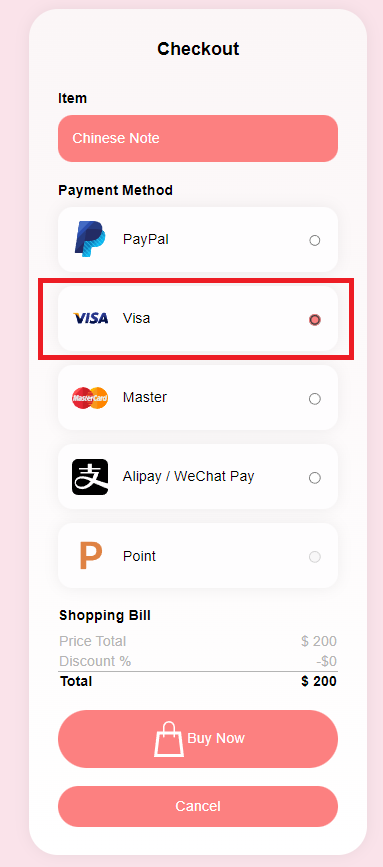 Checkout
Item
Chinese Note
Payment Method
PayPal
VISA Visa
MasterCard Master
支 Alipay / WeChat Pay
P Point
Shopping Bill
Price Total $ 200
Discount % -$0
Total $ 200
Buy Now
Cancel